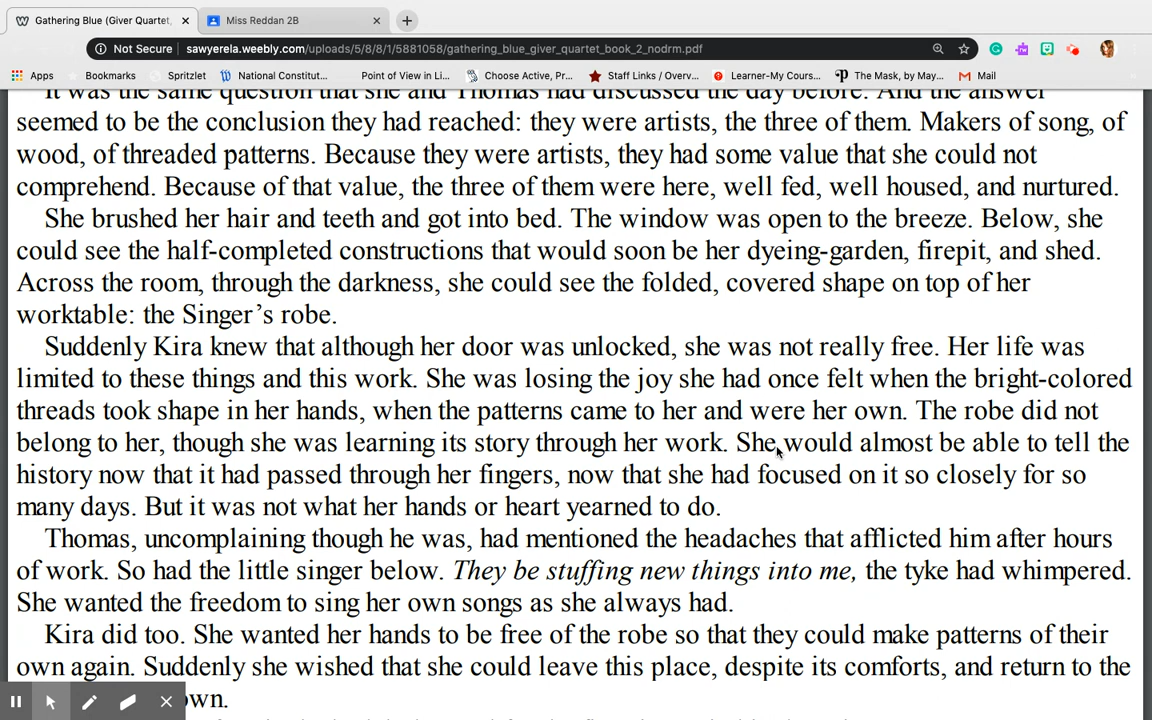 Gathering Blue (Giver Quartet,
Miss Reddan 2B
Not Secure
sawyerela.weebly.com/uploads/5/8/8/1/5881058/gathering_blue_giver_quartet_book_2_nodrm.pdf
Apps
Bookmarks
Spritzlet
National Constitut...
Point of View in Li...
Choose Active, Pr...
Staff Links / Overv...
Learner-My Cours...
The Mask, by May...
Mail
It was the same question that she and Thomas had discussed the day before. And the answer
seemed to be the conclusion they had reached: they were artists, the three of them. Makers of song, of
wood, of threaded patterns. Because they were artists, they had some value that she could not
comprehend. Because of that value, the three of them were here, well fed, well housed, and nurtured.
She brushed her hair and teeth and got into bed. The window was open to the breeze. Below, she
could see the half-completed constructions that would soon be her dyeing-garden, firepit, and shed.
Across the room, through the darkness, she could see the folded, covered shape on top of her
worktable: the Singer’s robe.
Suddenly Kira knew that although her door was unlocked, she was not really free. Her life was
limited to these things and this work. She was losing the joy she had once felt when the bright-colored
threads took shape in her hands, when the patterns came to her and were her own. The robe did not
belong to her, though she was learning its story through her work. She would almost be able to tell the
history now that it had passed through her fingers, now that she had focused on it so closely for so
many days. But it was not what her hands or heart yearned to do.
Thomas, uncomplaining though he was, had mentioned the headaches that afflicted him after hours
of work. So had the little singer below. They be stuffing new things into me, the tyke had whimpered.
She wanted the freedom to sing her own songs as she always had.
Kira did too. She wanted her hands to be free of the robe so that they could make patterns of their
own again. Suddenly she wished that she could leave this place, despite its comforts, and return to the
own.